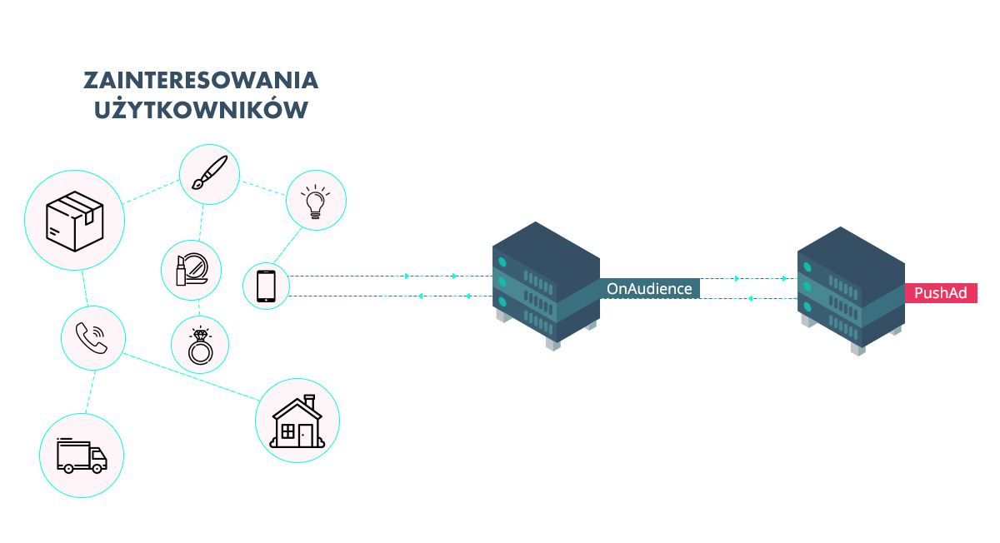 ZAINTERESOWANIA
UŻYTKOWNIKÓW
OnAudience
PushAd